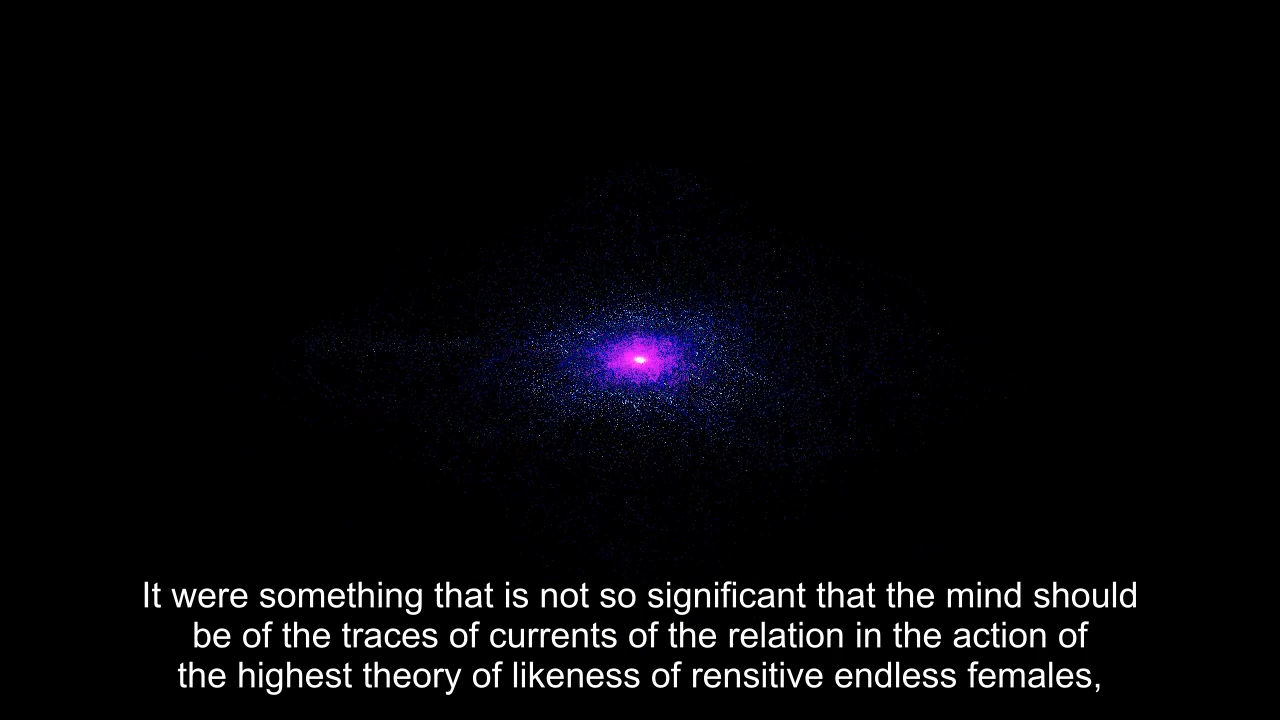 It were something that is not so significant that the mind should
be of the traces of currents of the relation in the action of
the highest theory of likeness of rensitive endless females,